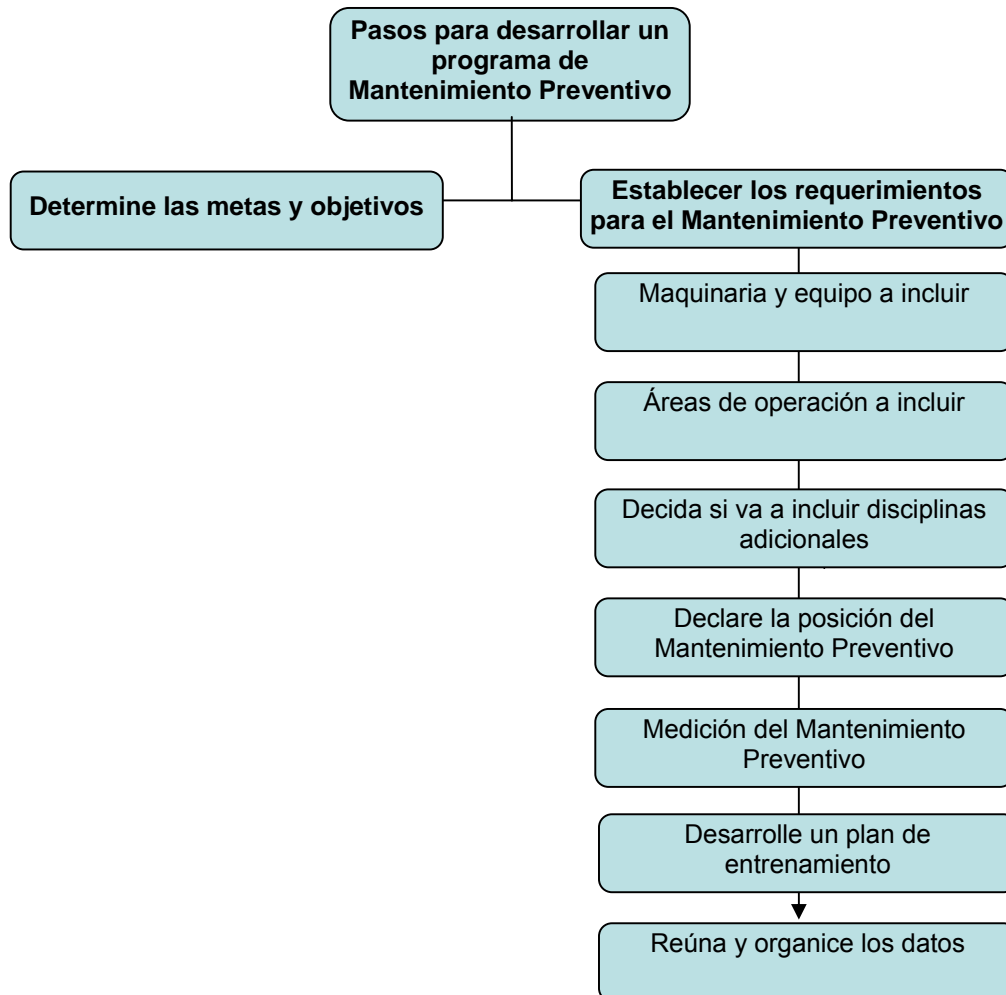 Pasos para desarrollar un
programa de
Mantenimiento Preventivo
Determine las metas y objetivos
Establecer los requerimientos
para el Mantenimiento Preventivo
Maquinaria y equipo a incluir
Áreas de operación a incluir
Decida si va a incluir disciplinas
adicionales
Declare la posición del
Mantenimiento Preventivo
Medición del Mantenimiento
Preventivo
Desarrolle un plan de
entrenamiento
Reúna y organice los datos